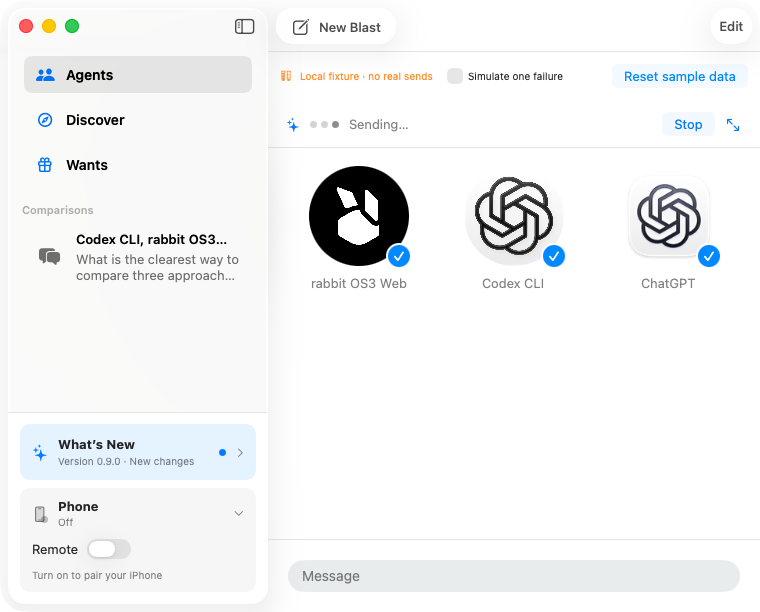 New Blast
Edit
Agents
Discover
Wants
Comparisons
Codex CLI, rabbit OS3...
What is the clearest way to
compare three approach...
What's New
Version 0.9.0 · New changes
Phone
Off
Remote
Turn on to pair your iPhone
Local fixture · no real sends
Simulate one failure
Reset sample data
Sending...
Stop
rabbit OS3 Web
Codex CLI
ChatGPT
Message